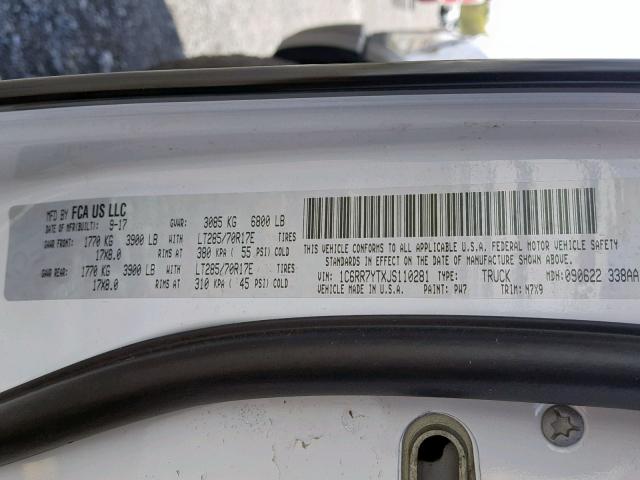 MFD BY FCA US LLC
DATE OF MFR(BUILT): 9-17 GVWR: 3085 KG 6800 LB
GAWR FRONT: 1770 KG 3900 LB WITH LT285/70R17E TIRES
17X8.0 RIMS AT 380 KPA ( 55 PSI) COLD
GAWR REAR: 1770 KG 3900 LB WITH LT285/70R17E TIRES
17X8.0 RIMS AT 310 KPA ( 45 PSI) COLD
THIS VEHICLE CONFORMS TO ALL APPLICABLE U.S.A. FEDERAL MOTOR VEHICLE SAFETY
STANDARDS IN EFFECT ON THE DATE OF MANUFACTURE SHOWN ABOVE.
VIN: 1C6RR7YTXJS110281 TYPE: TRUCK MDH: 090622 338AA
VEHICLE MADE IN U.S.A. PAINT: PW7 TRIM: N7X9